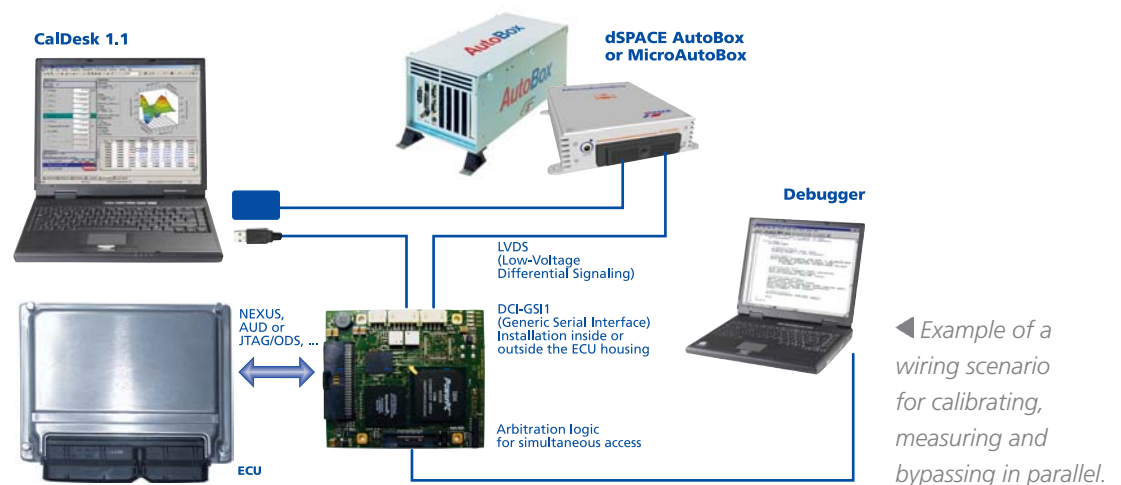 CalDesk 1.1
dSPACE AutoBox
or MicroAutoBox
AutoBox
AutoBox
Debugger
LVDS
(Low-Voltage
Differential Signaling)
DCI-GSI1
(Generic Serial Interface)
Installation inside or
outside the ECU housing
NEXUS,
AUD or
JTAG/ODS, ...
PowerPC
Arbitration logic
for simultaneous access
ECU
Example of a
wiring scenario
for calibrating,
measuring and
bypassing in parallel.